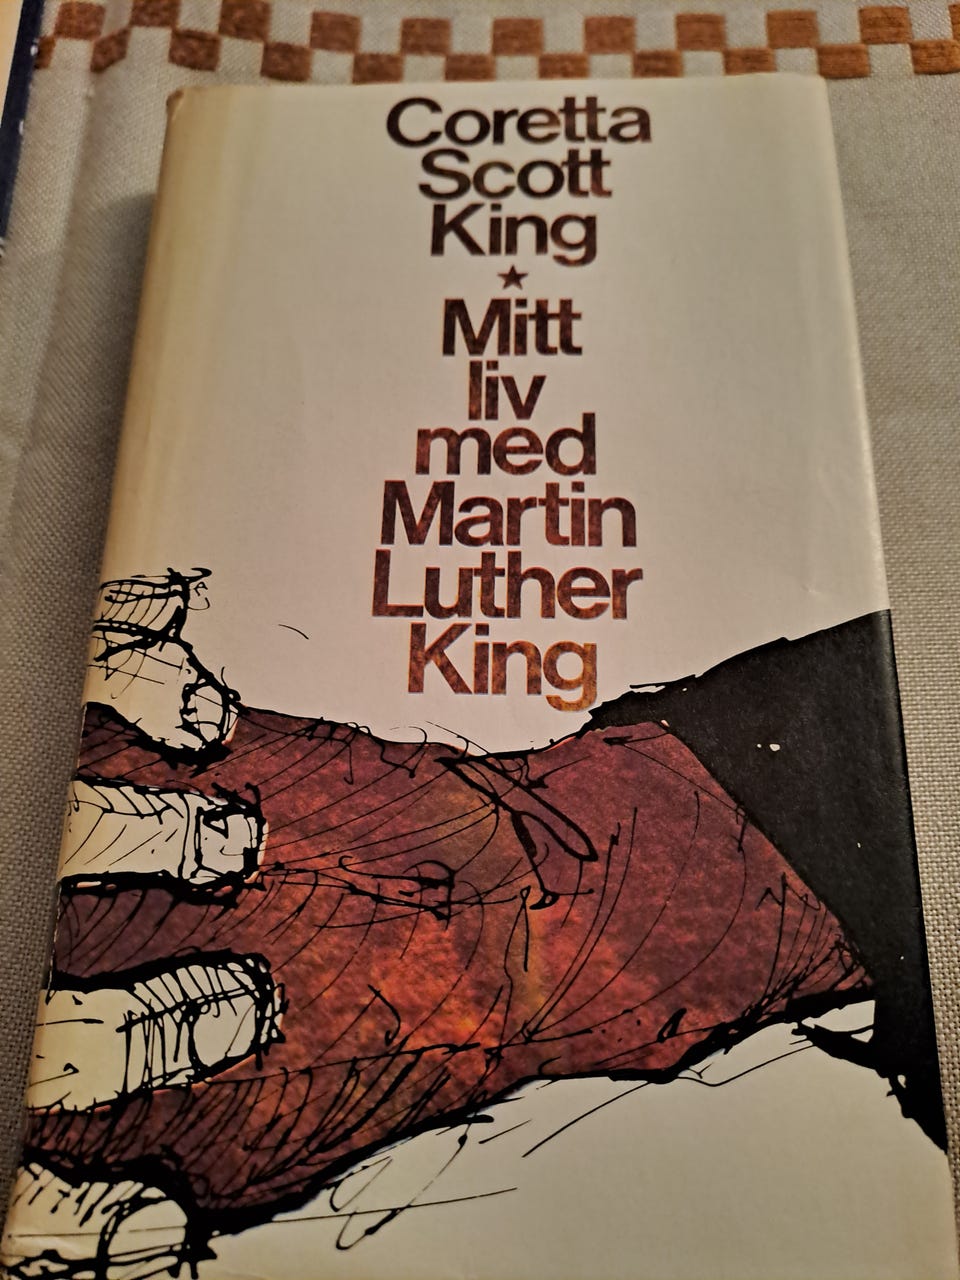 Coretta
Scott
King
★
Mitt
liv
med
Martin
Luther
King